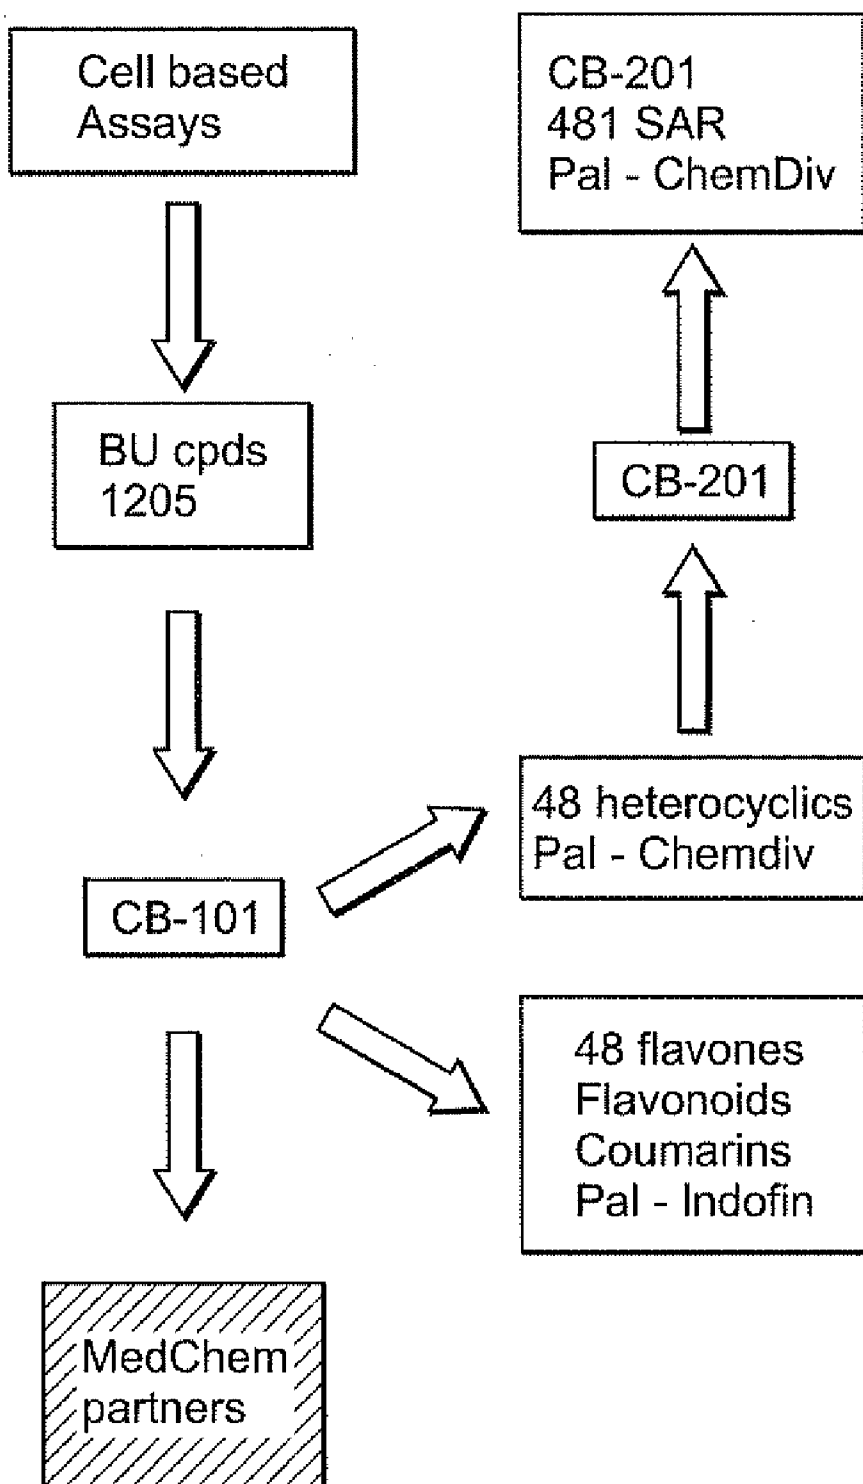 Cell based
Assays
BU cpds
1205
CB-101
MedChem
partners
CB-201
481 SAR
Pal - ChemDiv
CB-201
48 heterocyclics
Pal - Chemdiv
48 flavones
Flavonoids
Coumarins
Pal - Indofin